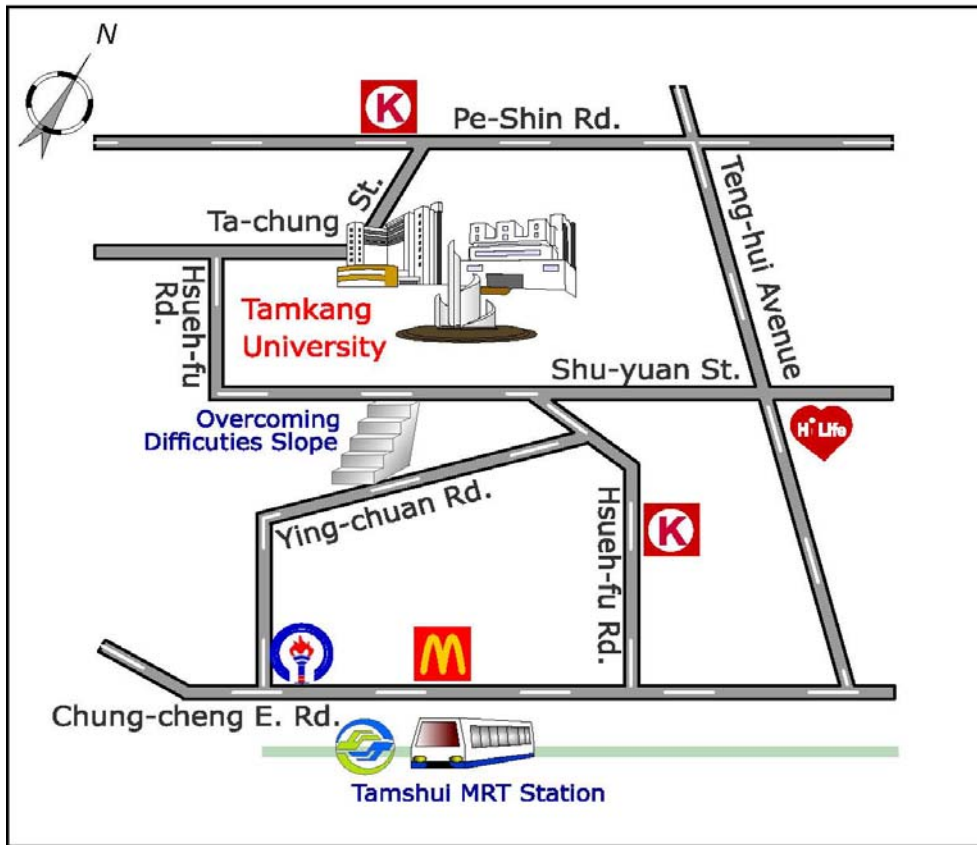 N
K
Pe-Shin Rd.
St.
Ta-chung
Teng-hui Avenue
Hsueh-fu
Rd.
Tamkang
University
Shu-yuan St.
Overcoming
Difficuties Slope
Hi Life
Ying-chuan Rd.
K
Hsueh-fu Rd.
M
Chung-cheng E. Rd.
Tamshui MRT Station